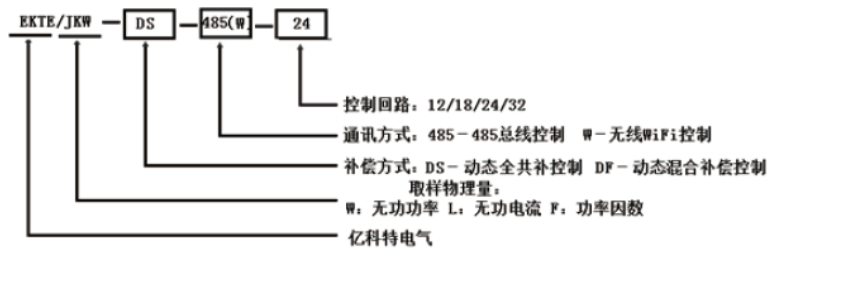 EKTE/JKW－DS－485(W)－24
控制回路：12/18/24/32
通讯方式：485－485总线控制 W－无线WiFi控制
补偿方式：DS－动态全共补控制 DF－动态混合补偿控制
取样物理量：
W：无功功率 L：无功电流 F：功率因数
亿科特电气